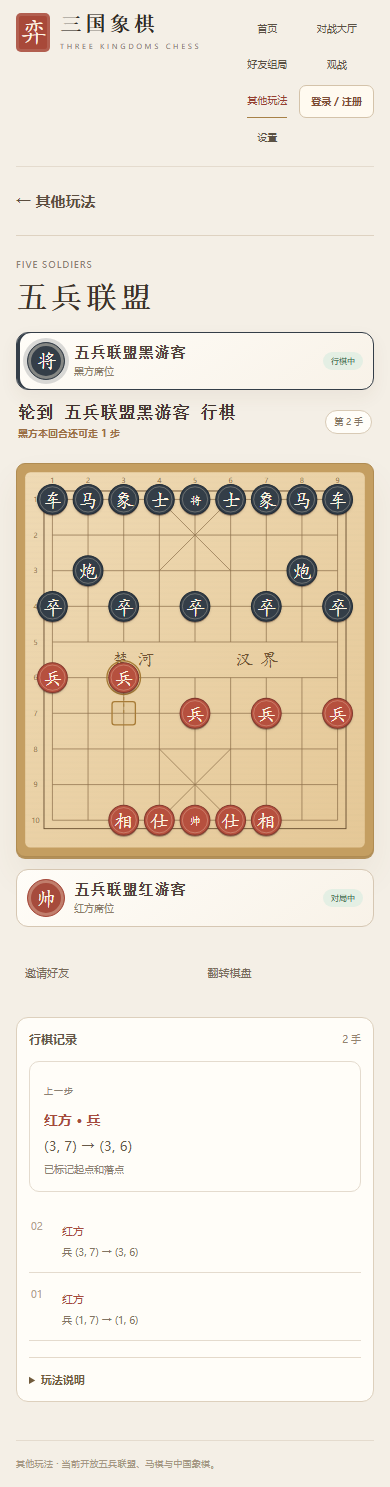 弈 三国象棋
THREE KINGDOMS CHESS
首页 对战大厅
好友组局 观战
其他玩法 登录 / 注册
设置
← 其他玩法
FIVE SOLDIERS
五兵联盟
将 五兵联盟黑游客
黑方席位
行棋中
轮到 五兵联盟黑游客 行棋
黑方本回合还可走 1 步
第 2 手
1 2 3 4 5 6 7 8 9
1 车 马 象 士 将 士 象 马 车
2
3 炮 炮
4 卒 卒 卒 卒 卒
5
楚河 汉界
6 兵 兵
7 兵 兵 兵
8
9
10 相 仕 帅 仕 相
帅 五兵联盟红游客
红方席位
对局中
邀请好友 翻转棋盘
行棋记录 2 手
上一步
红方 • 兵
(3, 7) → (3, 6)
已标记起点和落点
02 红方
兵 (3, 7) → (3, 6)
01 红方
兵 (1, 7) → (1, 6)
▶ 玩法说明
其他玩法 · 当前开放五兵联盟、马棋与中国象棋。